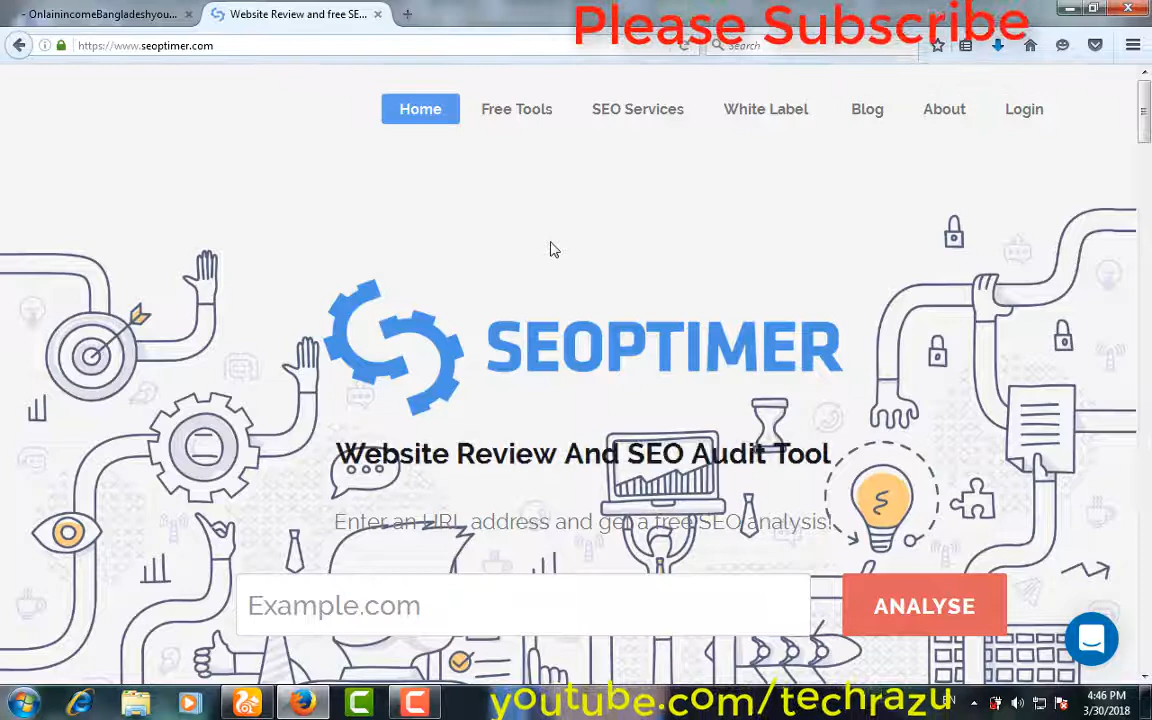 - OnlainincomeBangladeshyou...
Website Review and free SE...
Please Subscribe
https://www.seoptimer.com
Search
Home
Free Tools
SEO Services
White Label
Blog
About
Login
SEOPTIMER
Website Review And SEO Audit Tool
Enter an URL address and get a free SEO analysis!
Example.com
ANALYSE
youtube.com/techrazu
EN
4:46 PM
3/30/2018